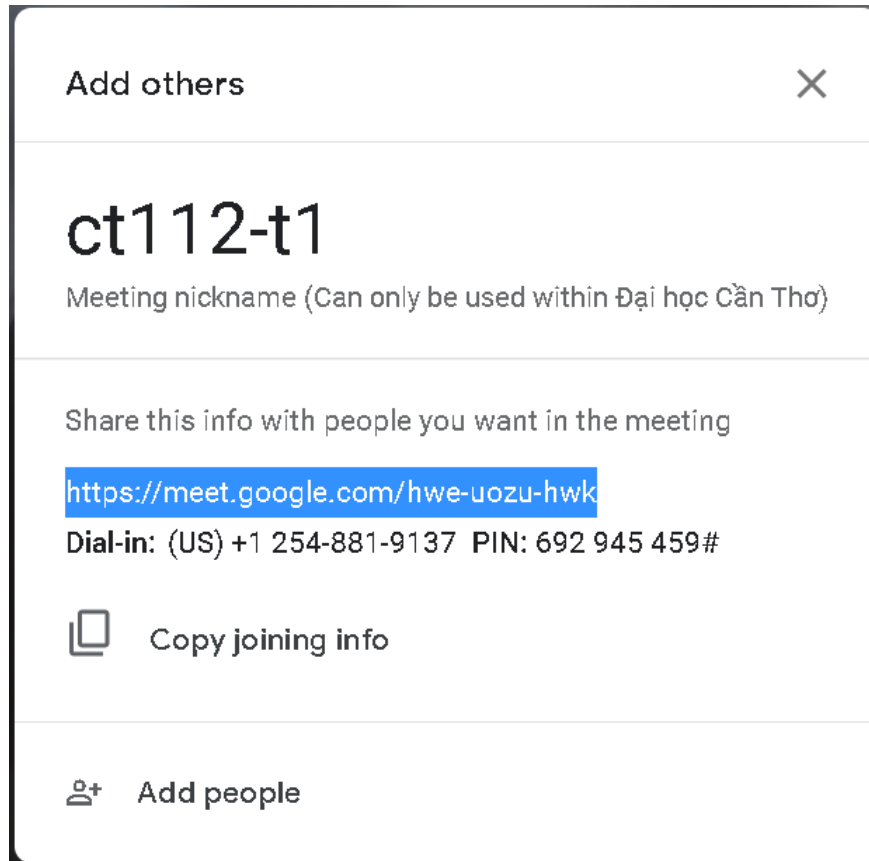 Add others
ct112-t1
Meeting nickname (Can only be used within Đại học Cần Thơ)
Share this info with people you want in the meeting
https://meet.google.com/hwe-uozu-hwk
Dial-in: (US) +1 254-881-9137 PIN: 692 945 459#
Copy joining info
Add people